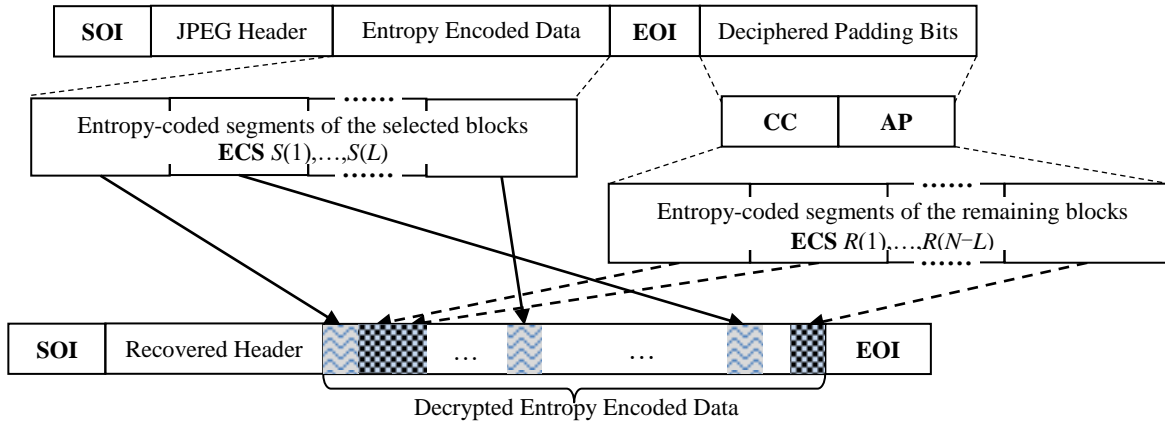 SOI JPEG Header Entropy Encoded Data EOI Deciphered Padding Bits
......
Entropy-coded segments of the selected blocks
ECS S(1),…,S(L)
......
CC AP
......
Entropy-coded segments of the remaining blocks
ECS R(1),…,R(N−L)
......
SOI Recovered Header … … EOI
Decrypted Entropy Encoded Data